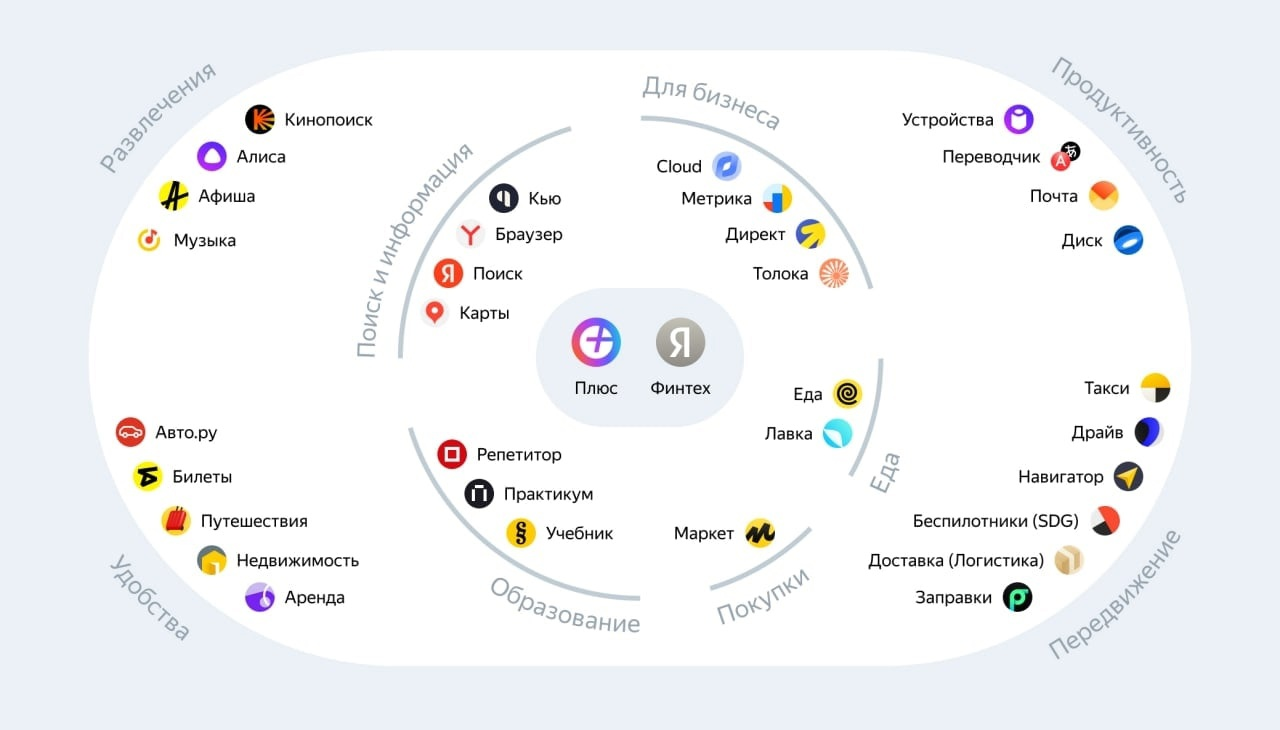 Развлечения
Кинопоиск
Алиса
Афиша
Музыка
Поиск и информация
Кью
Браузер
Поиск
Карты
Для бизнеса
Cloud
Метрика
Директ
Толока
Продуктивность
Устройства
Переводчик
Почта
Диск
Плюс
Финтех
Удобства
Авто.ру
Билеты
Путешествия
Недвижимость
Аренда
Образование
Репетитор
Практикум
Учебник
Еда
Еда
Лавка
Покупки
Маркет
Передвижение
Такси
Драйв
Навигатор
Беспилотники (SDG)
Доставка (Логистика)
Заправки